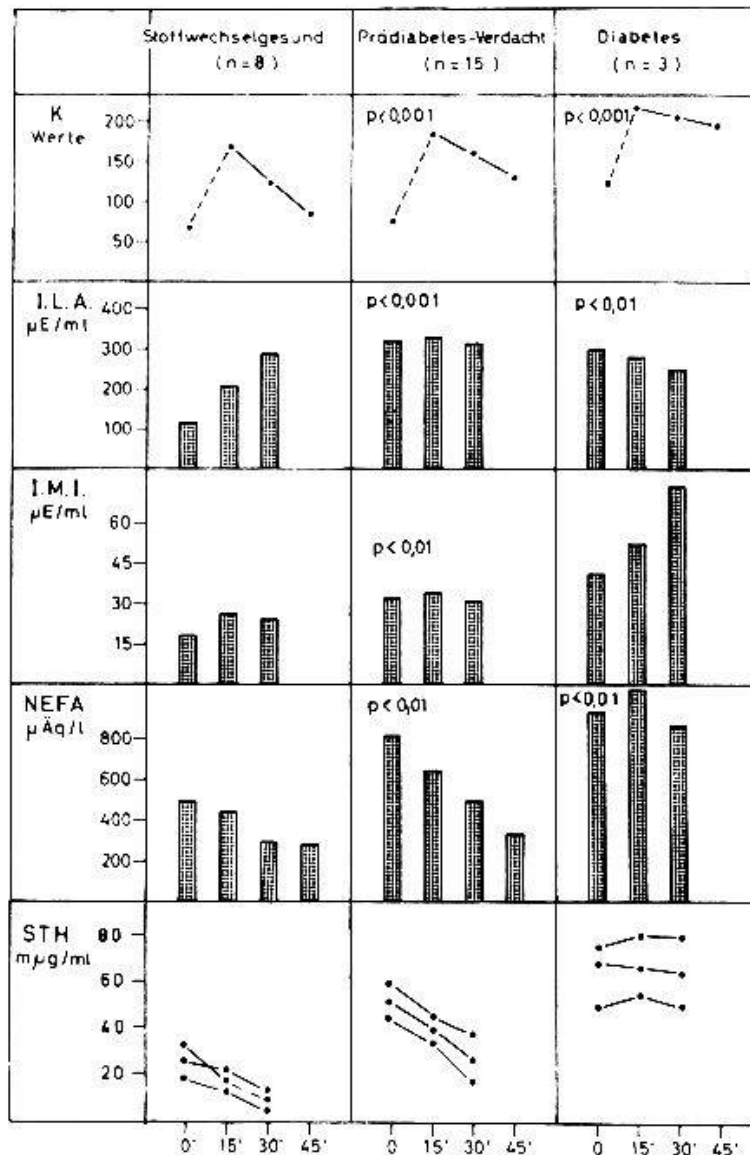 Stoffwechselgesund Prädiabetes-Verdacht Diabetes
(n=8) (n=15) (n=3)
K
Werte
200
150
100
50
p<0,001 p<0,001
I.L.A.
µE/ml
400
300
200
100
p<0,001 p<0,01
I.M.I.
µE/ml
60
45
30
15
p<0,01
NEFA
µÄq/l
800
600
400
200
p<0,01 p<0,01
STH
mµg/ml
80
60
40
20
0' 15' 30' 45' 0 15' 30' 45' 0 15' 30' 45'